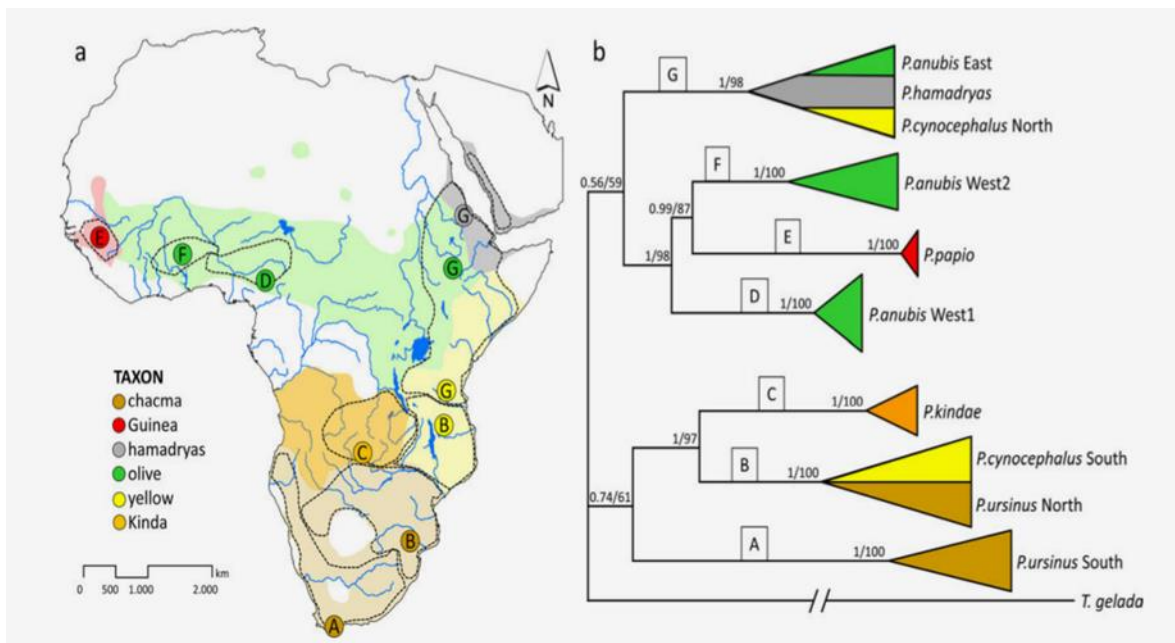 a
N
G
G
E
F
D
G
B
C
B
A
TAXON
chacma
Guinea
hamadryas
olive
yellow
Kinda
0 500 1.000 2.000
km
b
G
1/98
P.anubis East
P.hamadryas
P.cynocephalus North
F
1/100
P.anubis West2
0.56/59
0.99/87
E
1/100
P.papio
1/98
D
1/100
P.anubis West1
C
1/100
P.kindae
1/97
B
1/100
P.cynocephalus South
P.ursinus North
0.74/61
A
1/100
P.ursinus South
T. gelada